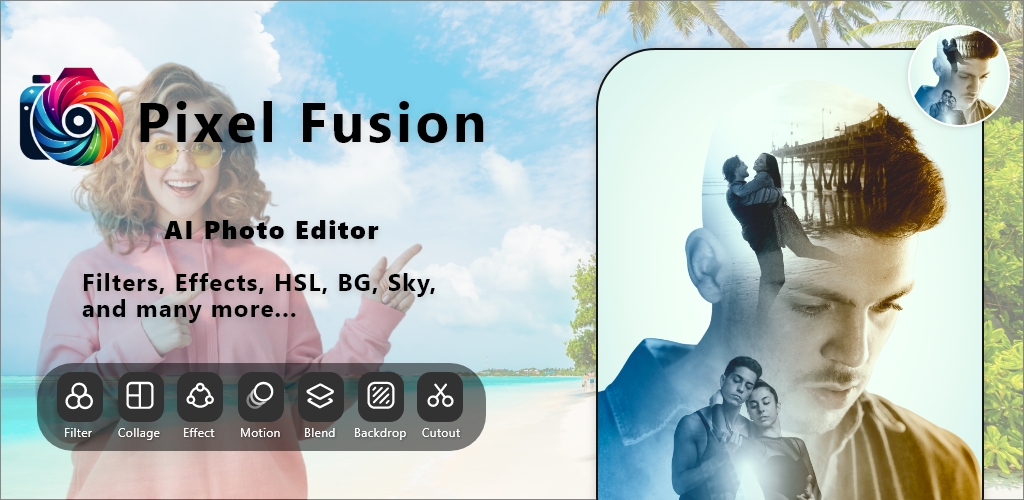 Pixel Fusion
AI Photo Editor
Filters, Effects, HSL, BG, Sky,
and many more...
Filter
Collage
Effect
Motion
Blend
Backdrop
Cutout